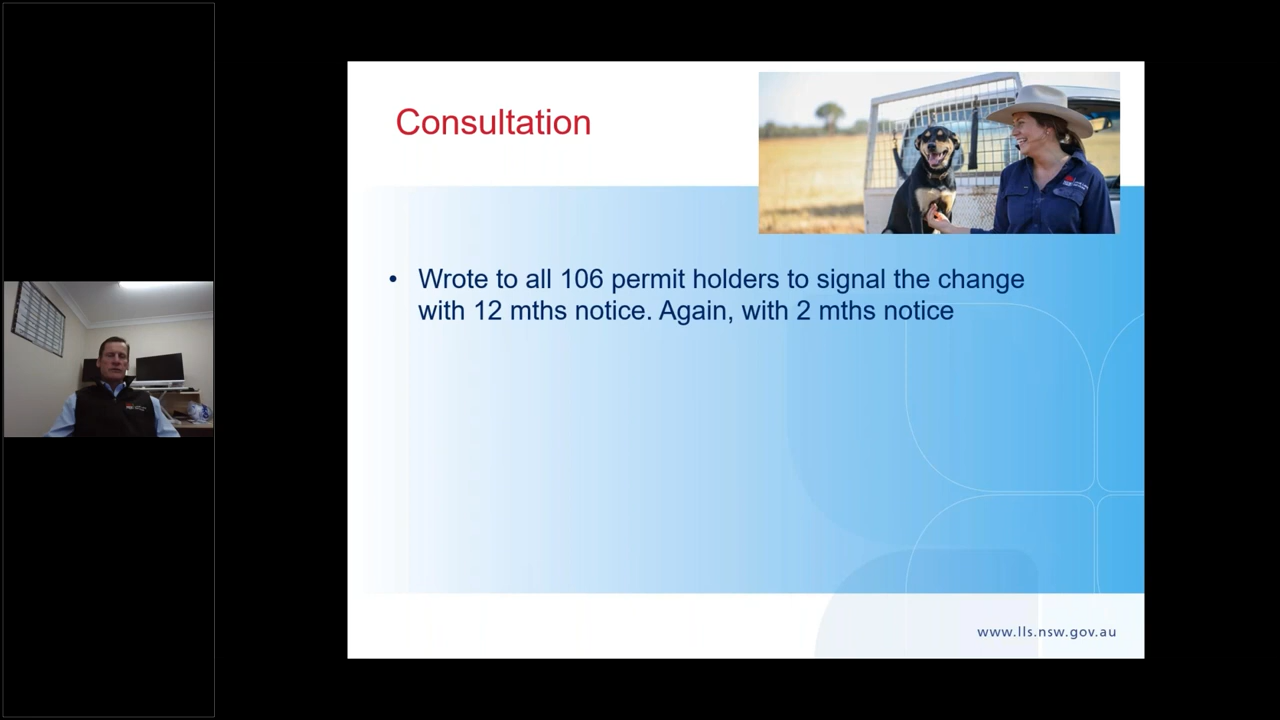 Consultation
• Wrote to all 106 permit holders to signal the change
with 12 mths notice. Again, with 2 mths notice
www.lls.nsw.gov.au